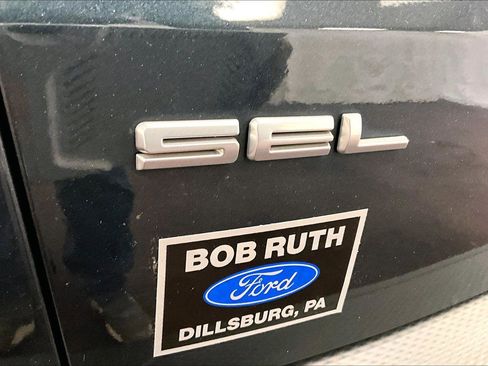 SEL
BOB RUTH
Ford
DILLSBURG, PA